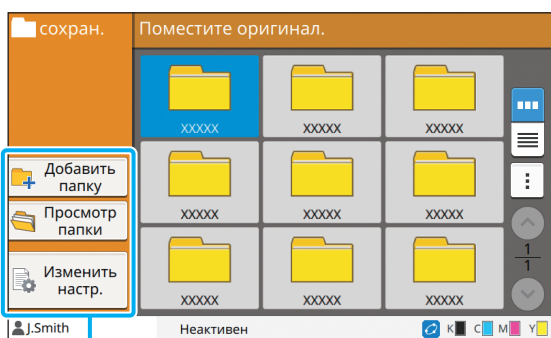 сохран.
Поместите оригинал.
XXXXX XXXXX XXXXX
Добавить
папку
Просмотр
папки
XXXXX XXXXX XXXXX
1
1
Изменить
настр.
XXXXX XXXXX XXXXX
J.Smith
Неактивен
K C M Y